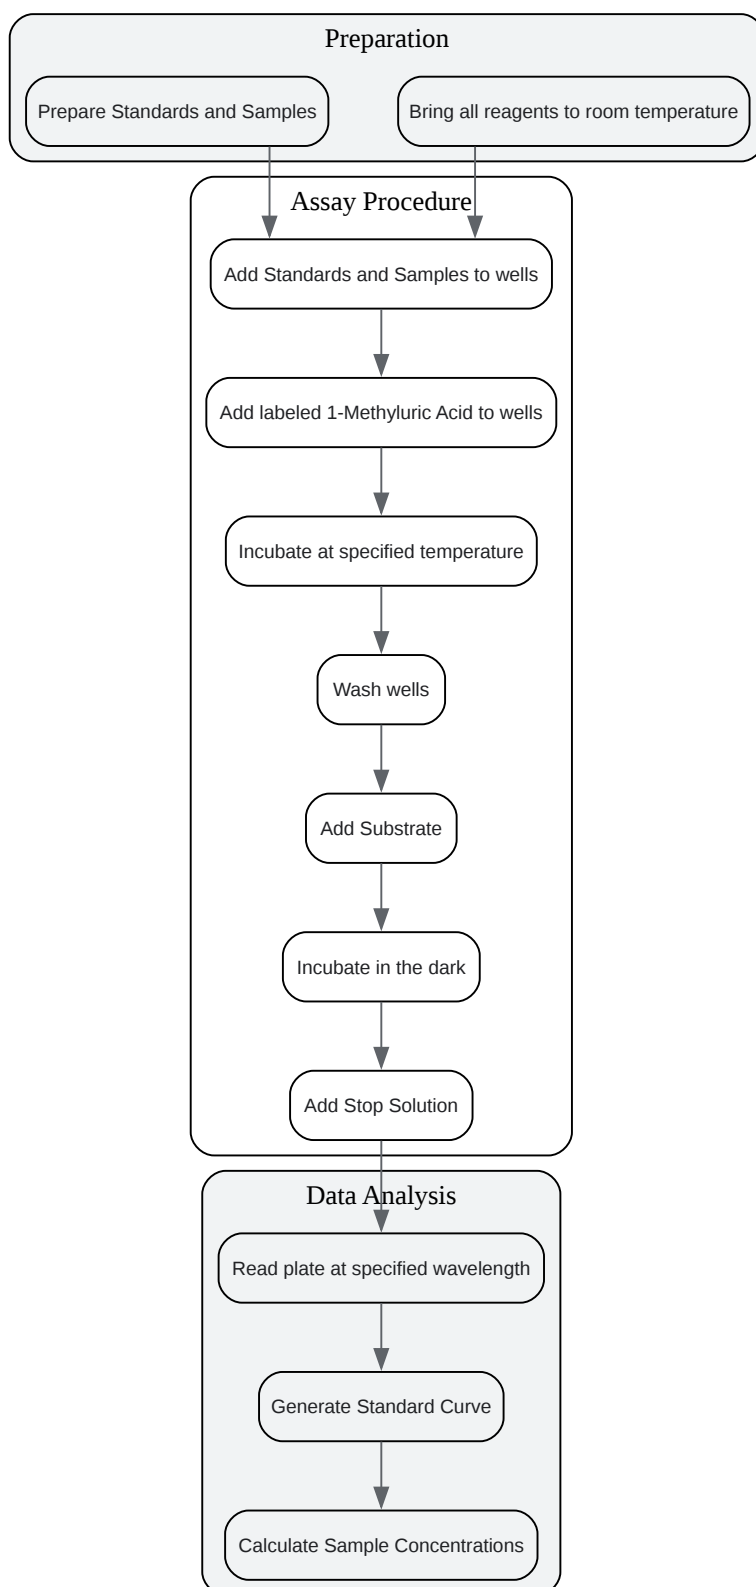 Preparation
Prepare Standards and Samples
Bring all reagents to room temperature
Assay Procedure
Add Standards and Samples to wells
Add labeled 1-Methyluric Acid to wells
Incubate at specified temperature
Wash wells
Add Substrate
Incubate in the dark
Add Stop Solution
Data Analysis
Read plate at specified wavelength
Generate Standard Curve
Calculate Sample Concentrations